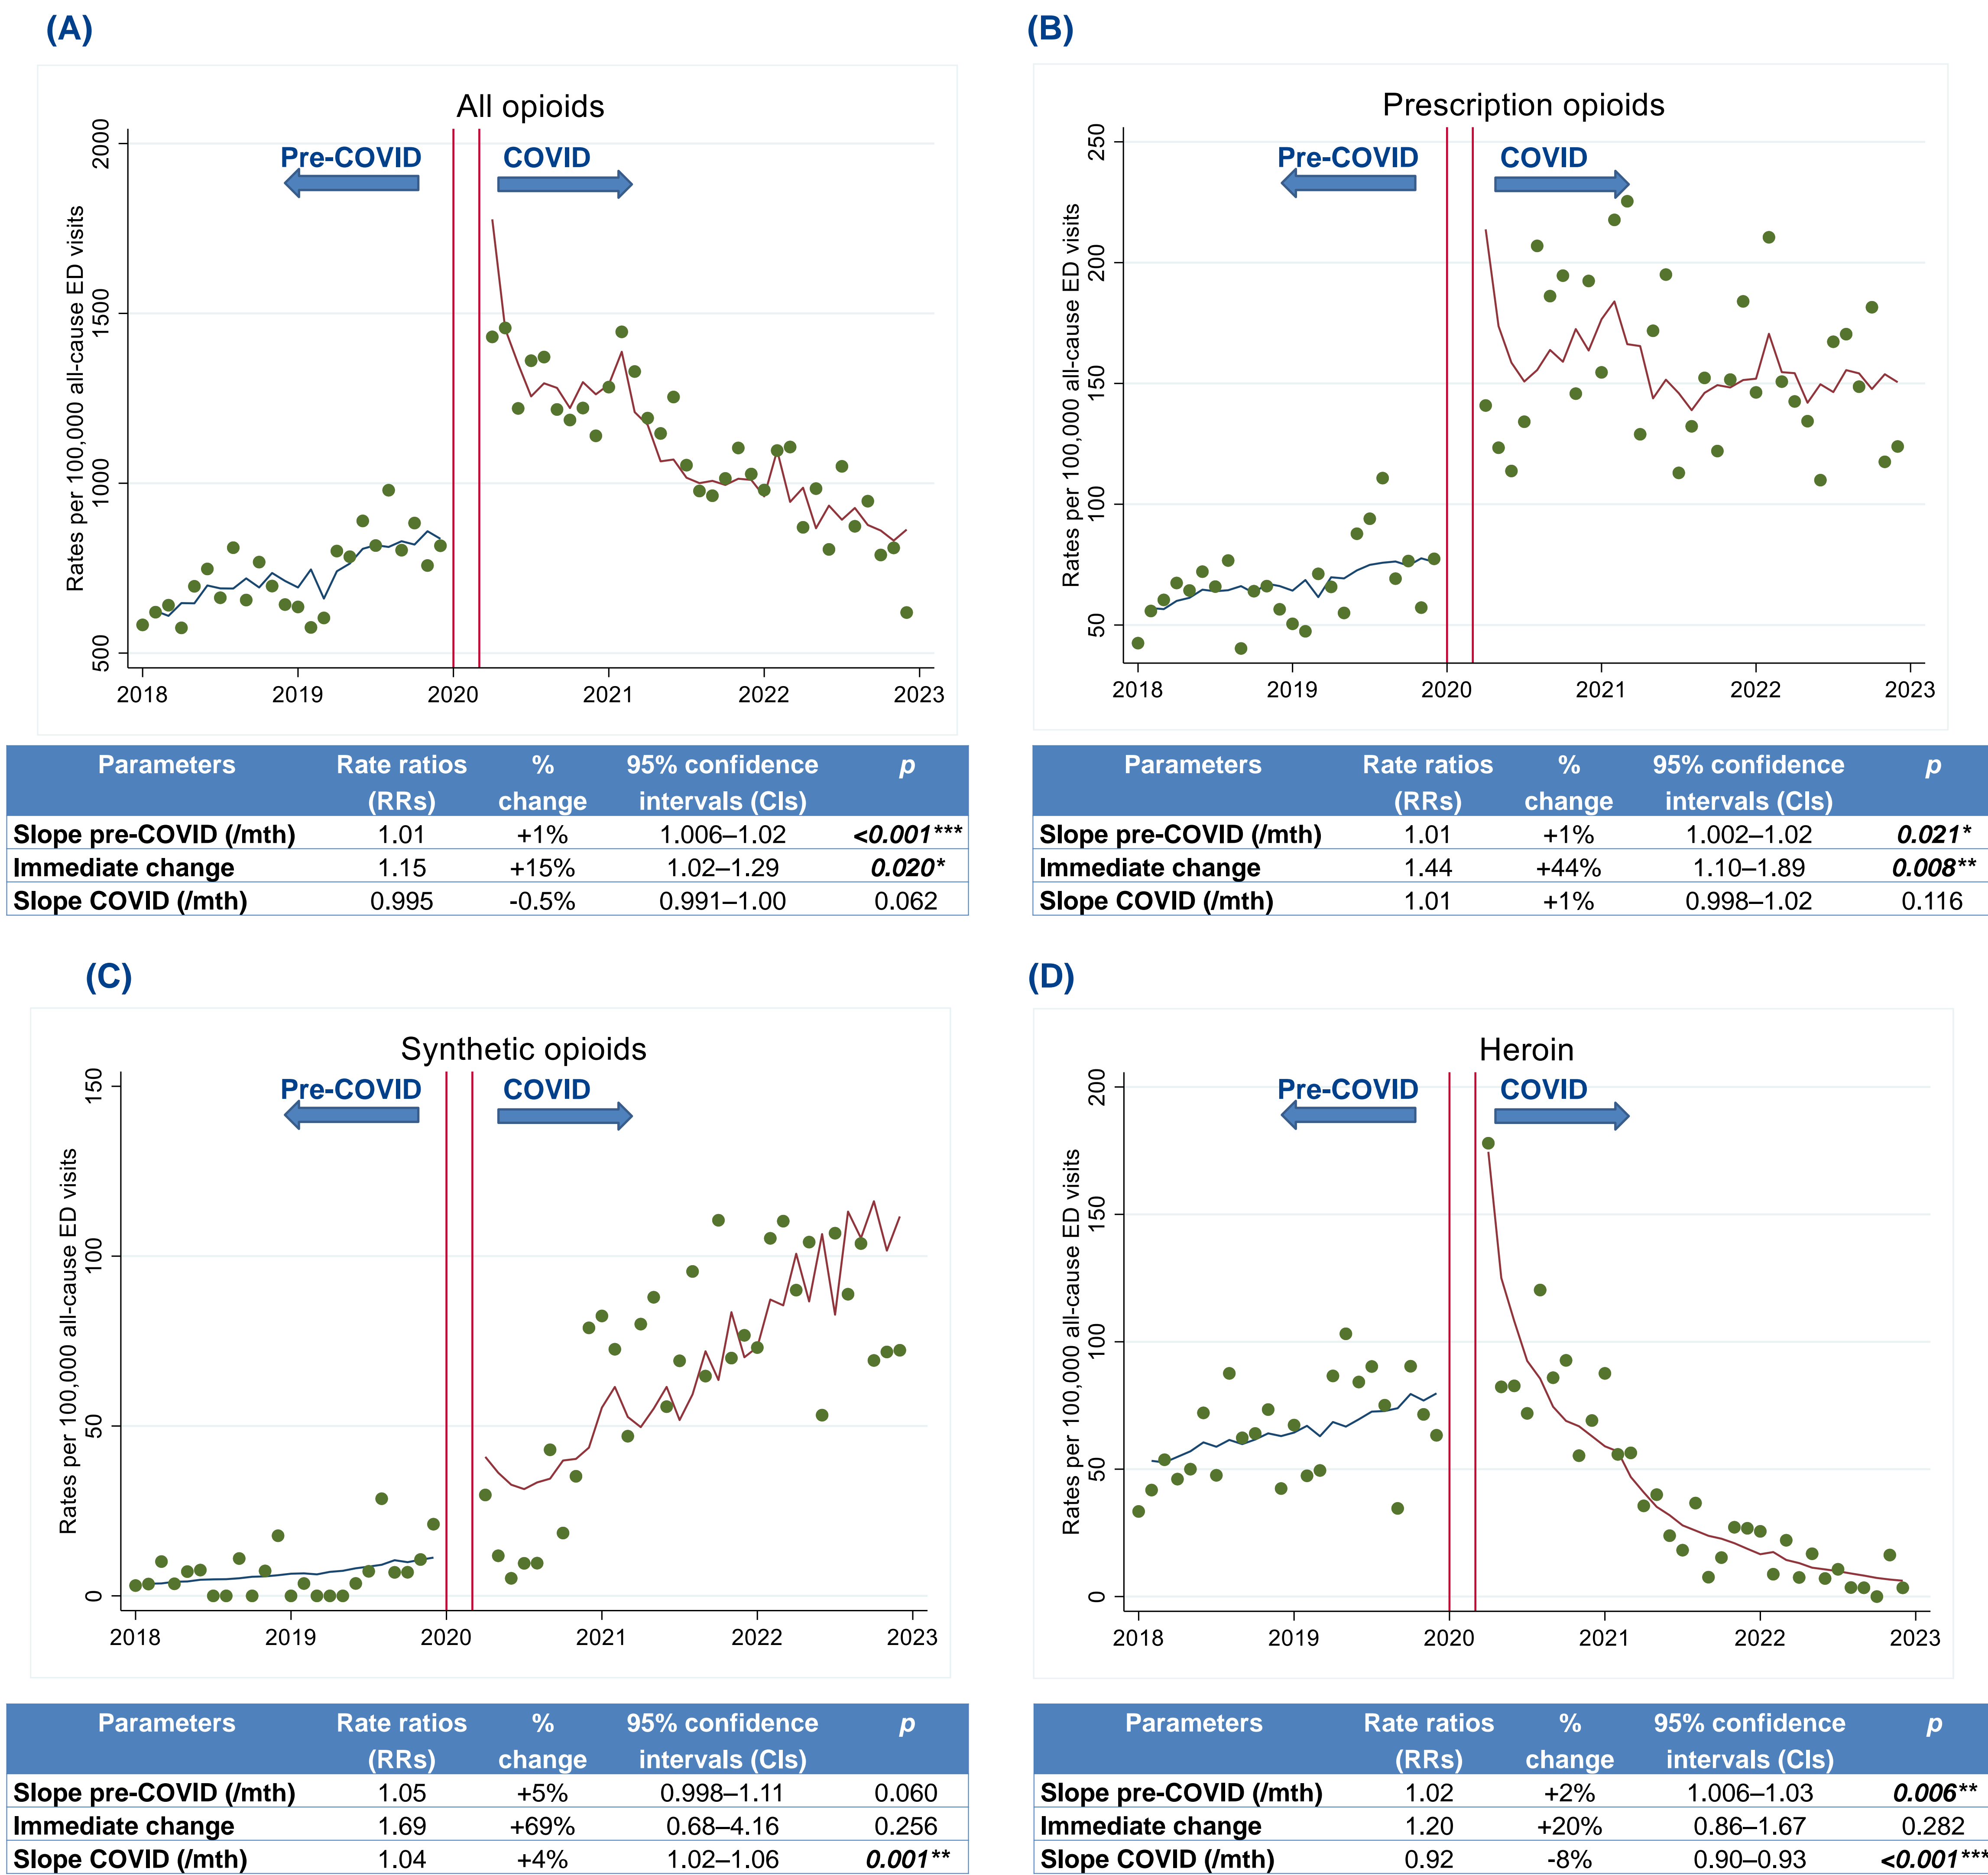 (A)
All opioids
Pre-COVID
COVID
Rates per 100,000 all-cause ED visits
2000
1500
1000
500
2018 2019 2020 2021 2022 2023
Parameters Rate ratios (RRs) % change 95% confidence intervals (CIs) p
Slope pre-COVID (/mth) 1.01 +1% 1.006–1.02 <0.001***
Immediate change 1.15 +15% 1.02–1.29 0.020*
Slope COVID (/mth) 0.995 -0.5% 0.991–1.00 0.062
(B)
Prescription opioids
Pre-COVID
COVID
Rates per 100,000 all-cause ED visits
250
200
150
100
50
2018 2019 2020 2021 2022 2023
Parameters Rate ratios (RRs) % change 95% confidence intervals (CIs) p
Slope pre-COVID (/mth) 1.01 +1% 1.002–1.02 0.021*
Immediate change 1.44 +44% 1.10–1.89 0.008**
Slope COVID (/mth) 1.01 +1% 0.998–1.02 0.116
(C)
Synthetic opioids
Pre-COVID
COVID
Rates per 100,000 all-cause ED visits
150
100
50
0
2018 2019 2020 2021 2022 2023
Parameters Rate ratios (RRs) % change 95% confidence intervals (CIs) p
Slope pre-COVID (/mth) 1.05 +5% 0.998–1.11 0.060
Immediate change 1.69 +69% 0.68–4.16 0.256
Slope COVID (/mth) 1.04 +4% 1.02–1.06 0.001**
(D)
Heroin
Pre-COVID
COVID
Rates per 100,000 all-cause ED visits
200
150
100
50
0
2018 2019 2020 2021 2022 2023
Parameters Rate ratios (RRs) % change 95% confidence intervals (CIs) p
Slope pre-COVID (/mth) 1.02 +2% 1.006–1.03 0.006**
Immediate change 1.20 +20% 0.86–1.67 0.282
Slope COVID (/mth) 0.92 -8% 0.90–0.93 <0.001***